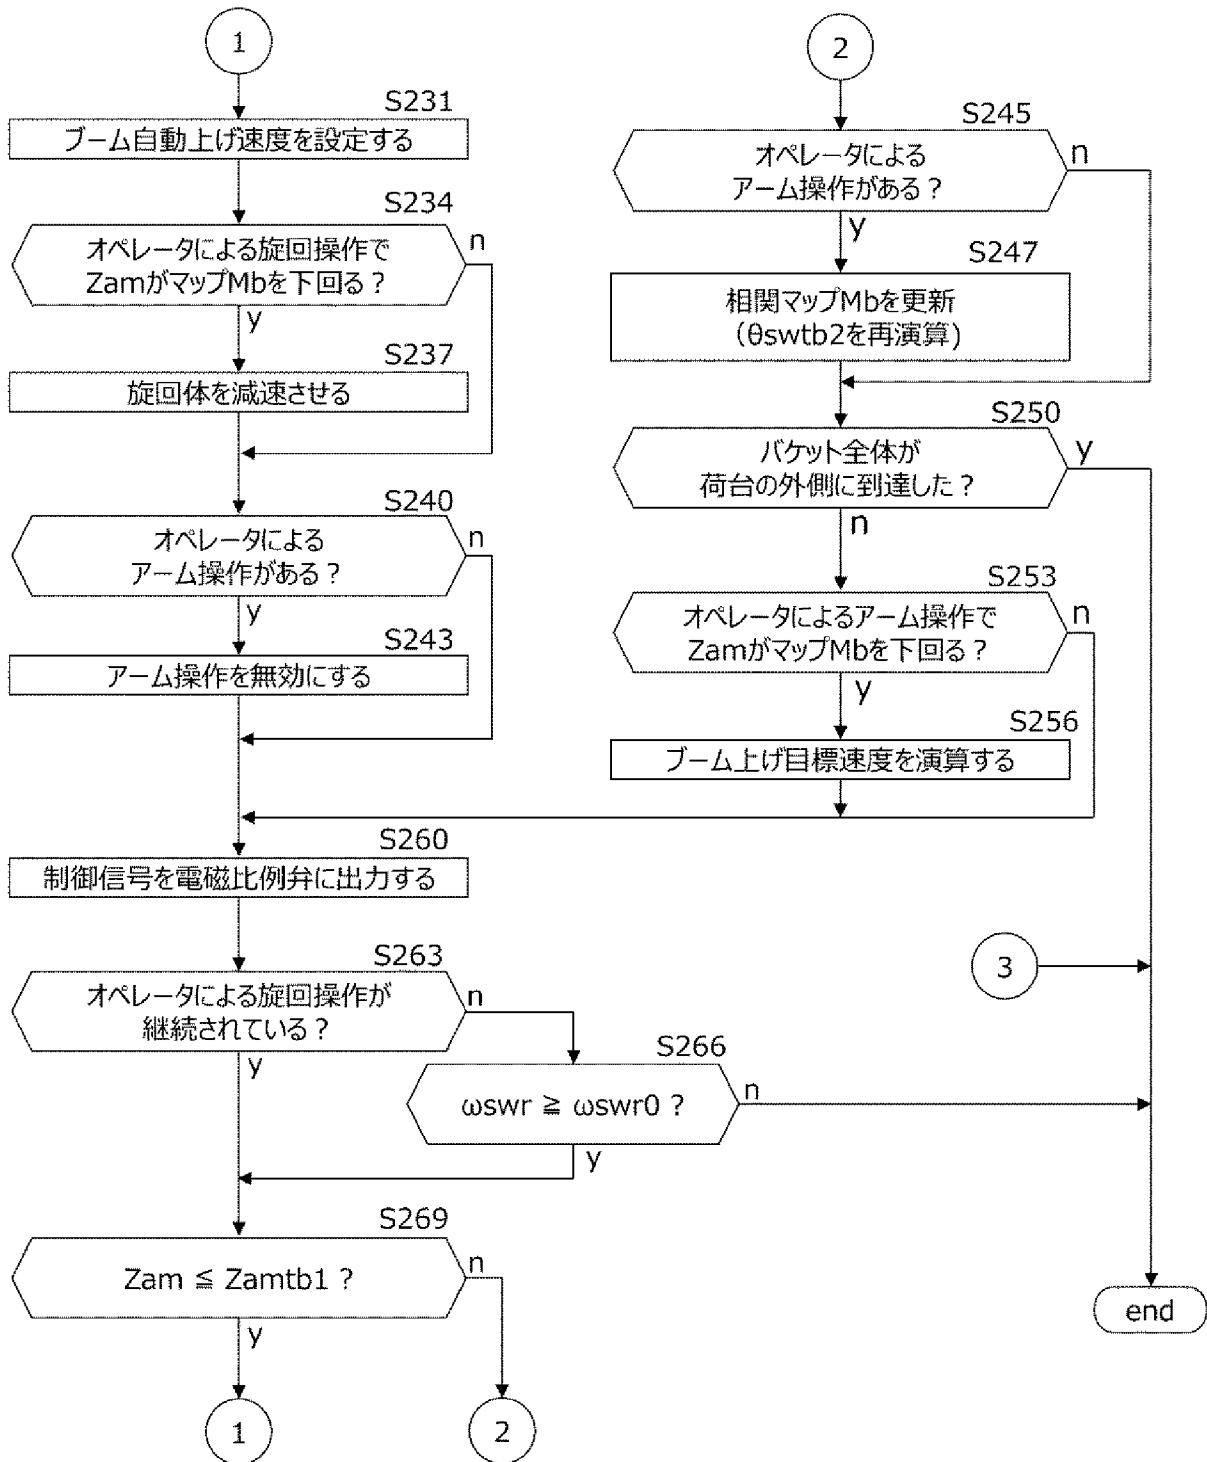 1
S231
ブーム自動上げ速度を設定する
S234
オペレータによる旋回操作で
ZamがマップMbを下回る？
n
y
S237
旋回体を減速させる
S240
オペレータによる
アーム操作がある？
n
y
S243
アーム操作を無効にする
S260
制御信号を電磁比例弁に出力する
S263
オペレータによる旋回操作が
継続されている？
n
y
S266
ωswr ≧ ωswr0 ?
n
y
S269
Zam ≦ Zamtb1 ?
n
y
1
2
2
S245
オペレータによる
アーム操作がある？
n
y
S247
相関マップMbを更新
（θswtb2を再演算）
S250
バケット全体が
荷台の外側に到達した？
y
n
S253
オペレータによるアーム操作で
ZamがマップMbを下回る？
n
y
S256
ブーム上げ目標速度を演算する
3
end